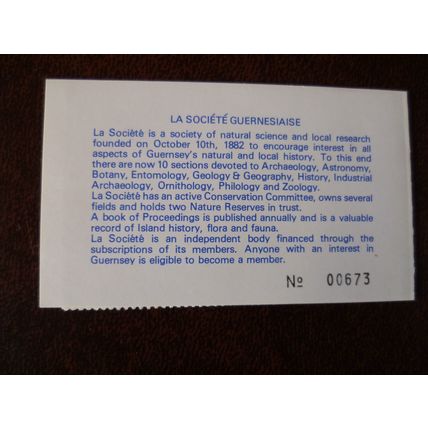 LA SOCIÉTÉ GUERNESIAISE
La Sociètè is a society of natural science and local research
founded on October 10th, 1882 to encourage interest in all
aspects of Guernsey's natural and local history. To this end
there are now 10 sections devoted to Archaeology, Astronomy,
Botany, Entomology, Geology & Geography, History, Industrial
Archaeology, Ornithology, Philology and Zoology.
La Sociètè has an active Conservation Committee, owns several
fields and holds two Nature Reserves in trust.
A book of Proceedings is published annually and is a valuable
record of Island history, flora and fauna.
La Sociètè is an independent body financed through the
subscriptions of its members. Anyone with an interest in
Guernsey is eligible to become a member.
Nº 00673